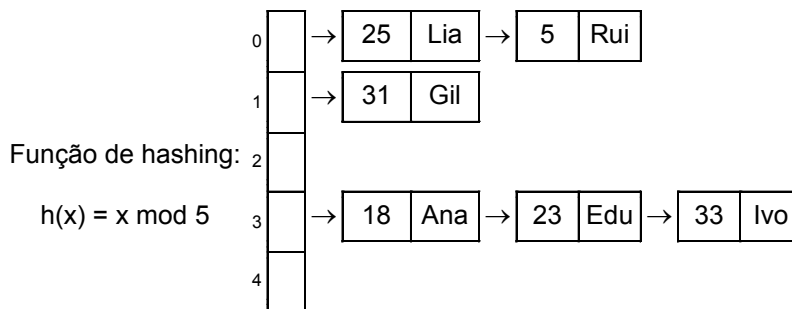 0 → 25 Lia → 5 Rui
1 → 31 Gil
Função de hashing: 2
h(x) = x mod 5 3 → 18 Ana → 23 Edu → 33 Ivo
4